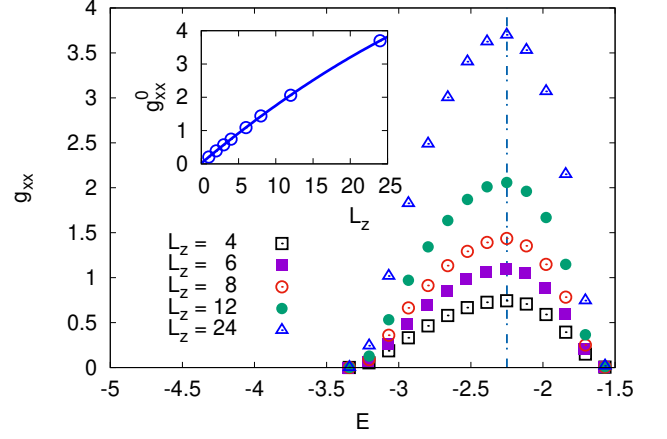 4
3.5
3
2.5
2
1.5
1
0.5
0
g_xx
-5 -4.5 -4 -3.5 -3 -2.5 -2 -1.5
E
4
3
2
1
0
g^0_xx
0 5 10 15 20 25
L_z
L_z = 4
L_z = 6
L_z = 8
L_z = 12
L_z = 24